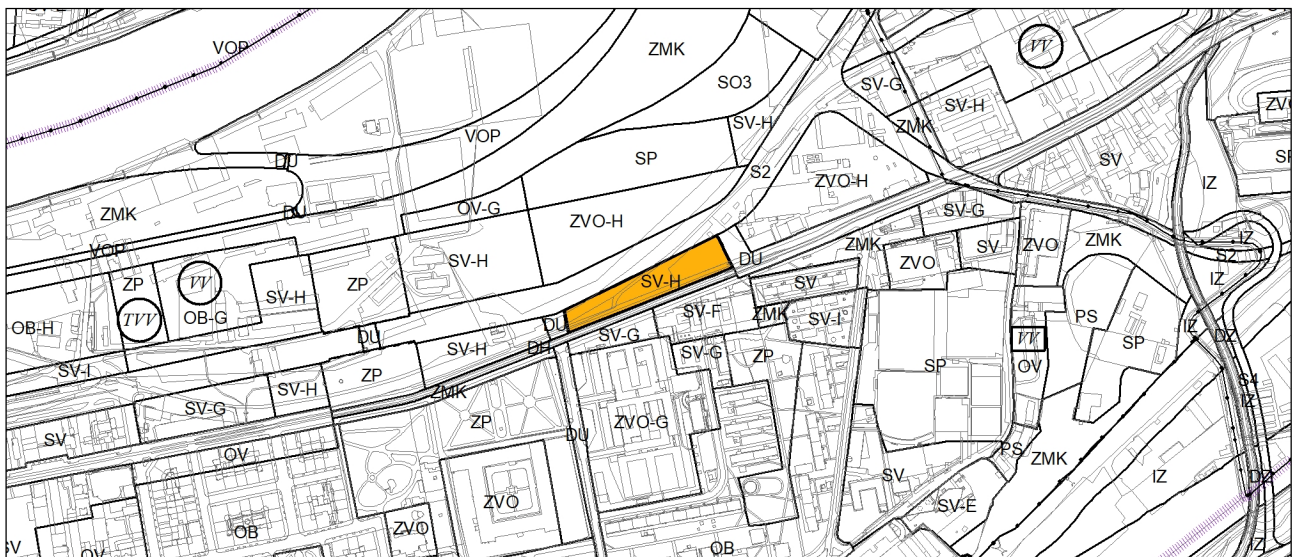 VOP
ZMK
VV
SO3
SV-G
SV-H
ZMK
SV-H
VOP
SP
S2
SV
IZ
DU
ZVO-H
ZMK
DU
OV-G
ZVO-H
SV-G
VOP
SV-H
ZMK
SV
ZVO
ZMK
IZ
S2
DU
ZVO
ZP
VV
SV-H
ZP
SV-H
SV
IZ
TVV
OB-G
SV-F
ZMK
SV-I
PS
OB-H
DU
DU
SV-G
IZ
DZ
SV-H
DH
SV-G
ZP
SP
VV
SP
SV-I
SV-H
ZP
ZMK
OV
S4
SV-G
IZ
SV
ZP
DU
ZVO-G
OV
PS
ZMK
IZ
DZ
ZVO
SV
SV-E
OB
ZVO
OB
OV
IZ